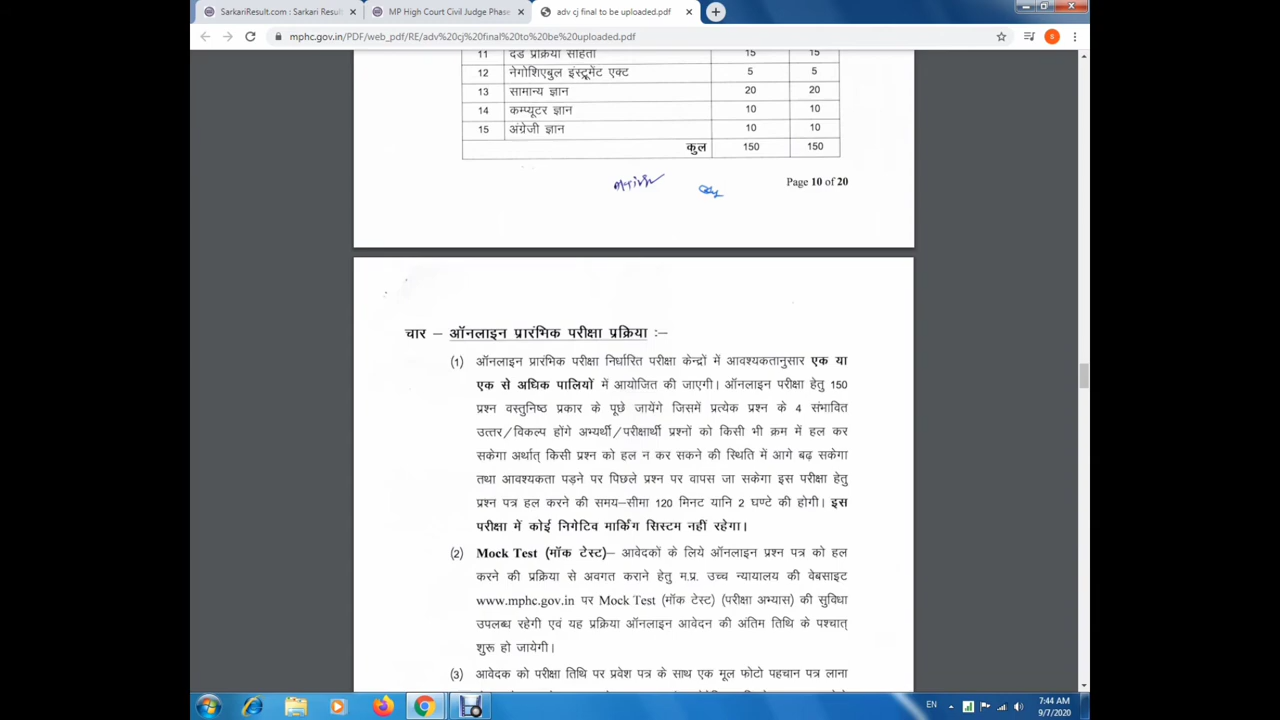 SarkariResult.com : Sarkari Resul
MP High Court Civil Judge Phase
adv cj final to be uploaded.pdf
mphc.gov.in/PDF/web_pdf/RE/adv%20cj%20final%20to%20be%20uploaded.pdf
11 दंड प्रक्रिया संहिता 15 15
12 नेगोशिएबुल इंस्ट्रूमेंट एक्ट 5 5
13 सामान्य ज्ञान 20 20
14 कम्प्यूटर ज्ञान 10 10
15 अंग्रेजी ज्ञान 10 10
कुल 150 150
Page 10 of 20
चार – ऑनलाइन प्रारंभिक परीक्षा प्रक्रिया :–
(1) ऑनलाइन प्रारंभिक परीक्षा निर्धारित परीक्षा केन्द्रों में आवश्यकतानुसार एक या
एक से अधिक पालियों में आयोजित की जाएगी। ऑनलाइन परीक्षा हेतु 150
प्रश्न वस्तुनिष्ठ प्रकार के पूछे जायेंगे जिसमें प्रत्येक प्रश्न के 4 संभावित
उत्तर/विकल्प होंगे अभ्यर्थी/परीक्षार्थी प्रश्नों को किसी भी क्रम में हल कर
सकेगा अर्थात् किसी प्रश्न को हल न कर सकने की स्थिति में आगे बढ़ सकेगा
तथा आवश्यकता पड़ने पर पिछले प्रश्न पर वापस जा सकेगा इस परीक्षा हेतु
प्रश्न पत्र हल करने की समय–सीमा 120 मिनट यानि 2 घण्टे की होगी। इस
परीक्षा में कोई निगेटिव मार्किंग सिस्टम नहीं रहेगा।
(2) Mock Test (मॉक टेस्ट)– आवेदकों के लिये ऑनलाइन प्रश्न पत्र को हल
करने की प्रक्रिया से अवगत कराने हेतु म.प्र. उच्च न्यायालय की वेबसाइट
www.mphc.gov.in पर Mock Test (मॉक टेस्ट) (परीक्षा अभ्यास) की सुविधा
उपलब्ध रहेगी एवं यह प्रक्रिया ऑनलाइन आवेदन की अंतिम तिथि के पश्चात्
शुरू हो जायेगी।
(3) आवेदक को परीक्षा तिथि पर प्रवेश पत्र के साथ एक मूल फोटो पहचान पत्र लाना
EN
7:44 AM
9/7/2020